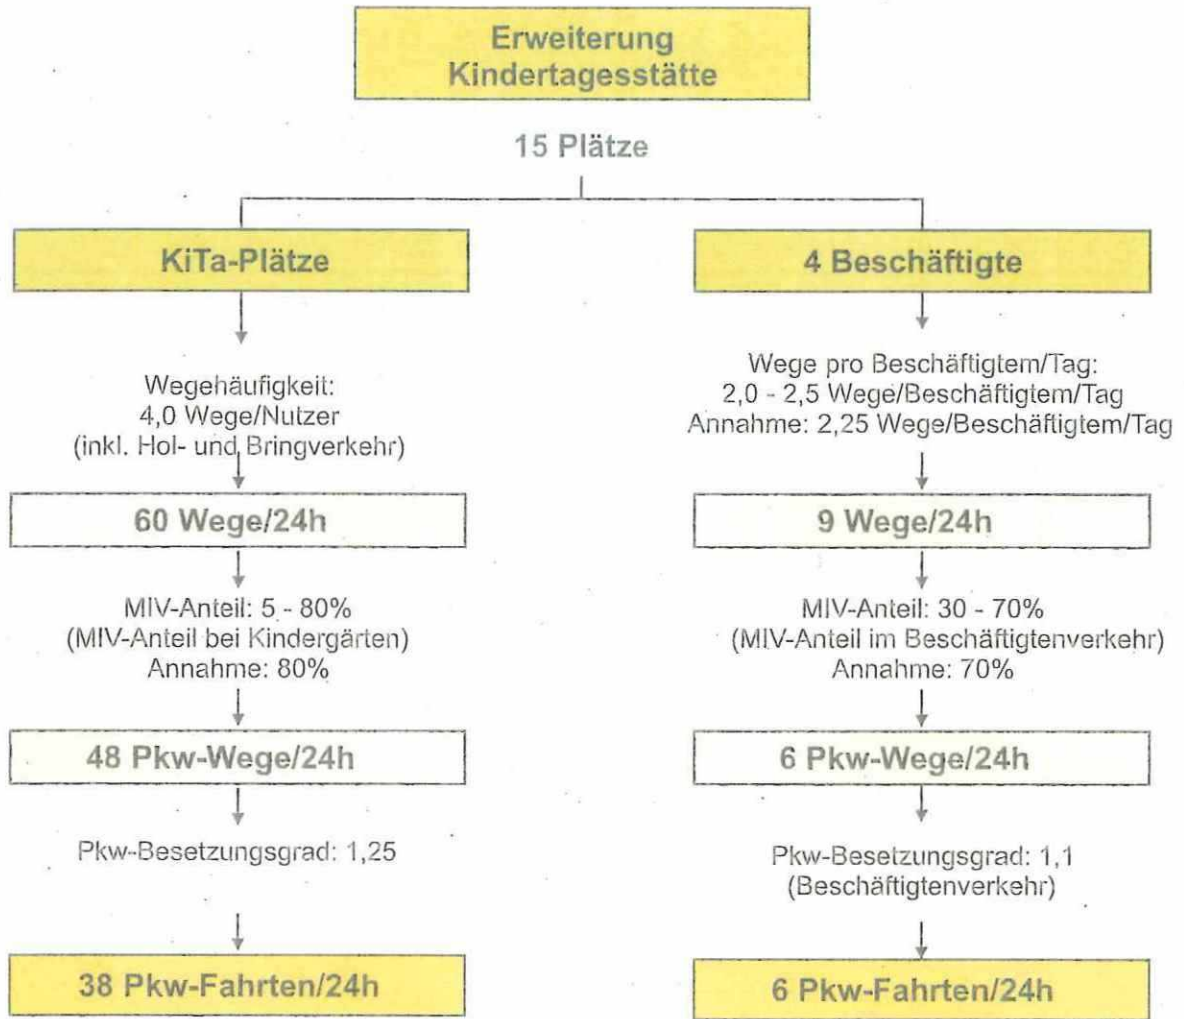 Erweiterung
Kindertagesstätte
15 Plätze
KiTa-Plätze
Wegehäufigkeit:
4,0 Wege/Nutzer
(inkl. Hol- und Bringverkehr)
60 Wege/24h
MIV-Anteil: 5 - 80%
(MIV-Anteil bei Kindergärten)
Annahme: 80%
48 Pkw-Wege/24h
Pkw-Besetzungsgrad: 1,25
38 Pkw-Fahrten/24h
4 Beschäftigte
Wege pro Beschäftigtem/Tag:
2,0 - 2,5 Wege/Beschäftigtem/Tag
Annahme: 2,25 Wege/Beschäftigtem/Tag
9 Wege/24h
MIV-Anteil: 30 - 70%
(MIV-Anteil im Beschäftigtenverkehr)
Annahme: 70%
6 Pkw-Wege/24h
Pkw-Besetzungsgrad: 1,1
(Beschäftigtenverkehr)
6 Pkw-Fahrten/24h